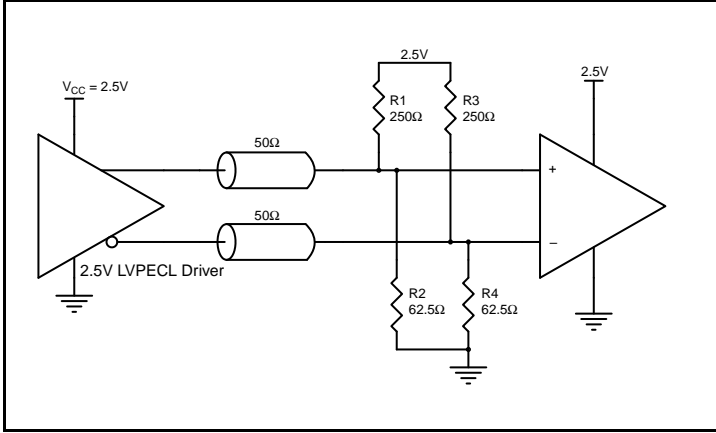 2.5V
2.5V
V_CC = 2.5V
R1
250Ω
R3
250Ω
50Ω
+
50Ω
–
2.5V LVPECL Driver
R2
62.5Ω
R4
62.5Ω